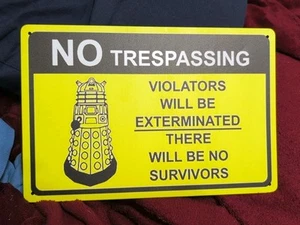 NO TRESPASSING
VIOLATORS
WILL BE
EXTERMINATED
THERE
WILL BE NO
SURVIVORS